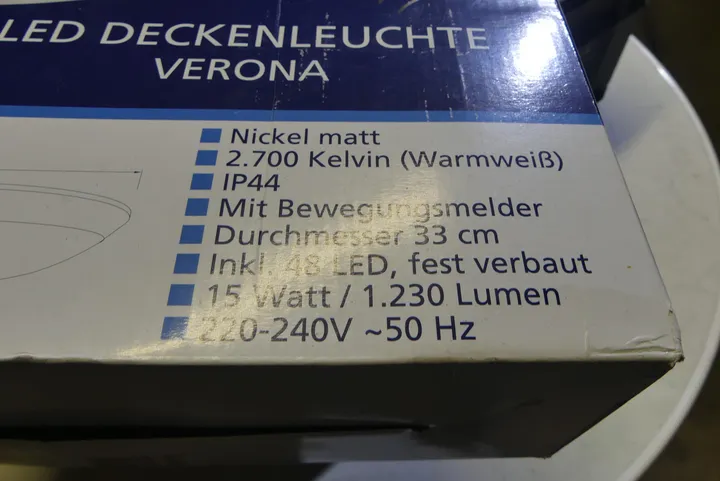 LED DECKENLEUCHTE
VERONA
Nickel matt
2.700 Kelvin (Warmweiß)
IP44
Mit Bewegungsmelder
Durchmesser 33 cm
Inkl. 48 LED, fest verbaut
15 Watt / 1.230 Lumen
220-240V ~50 Hz